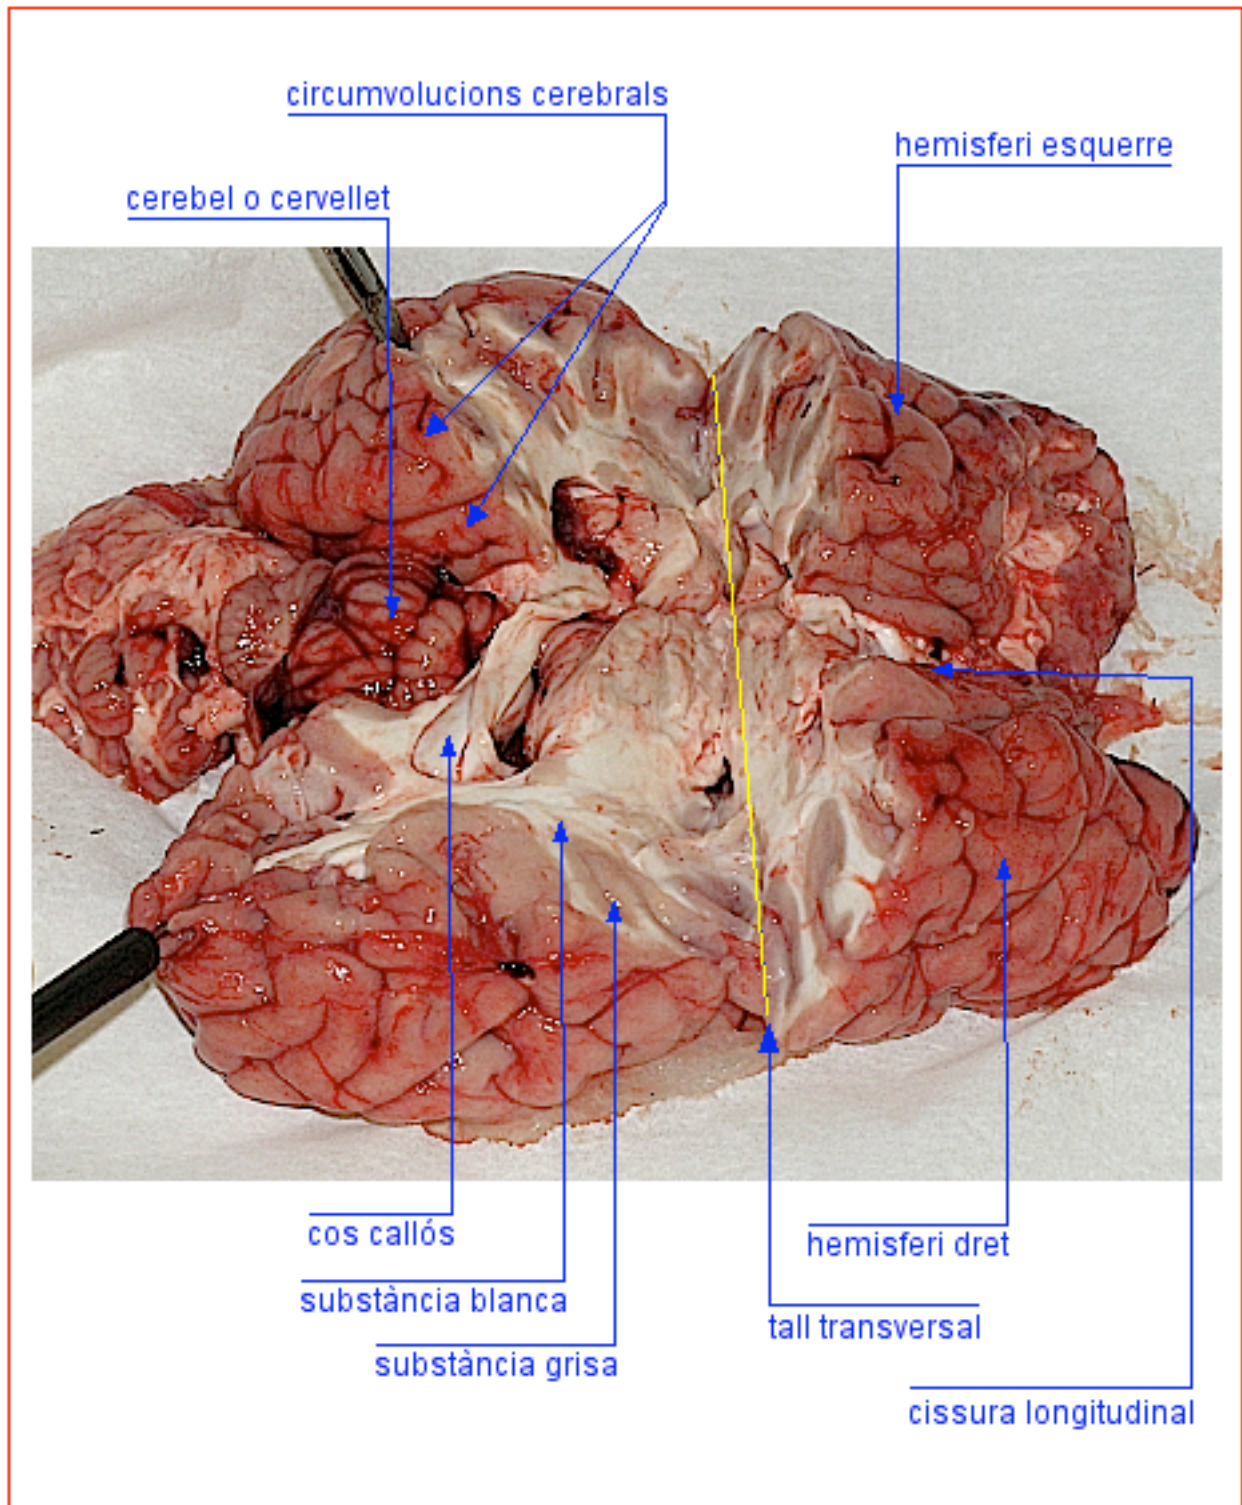 circumvolucions cerebrals
hemisferi esquerre
cerebel o cervellet
cos callós
hemisferi dret
substància blanca
tall transversal
substància grisa
cissura longitudinal